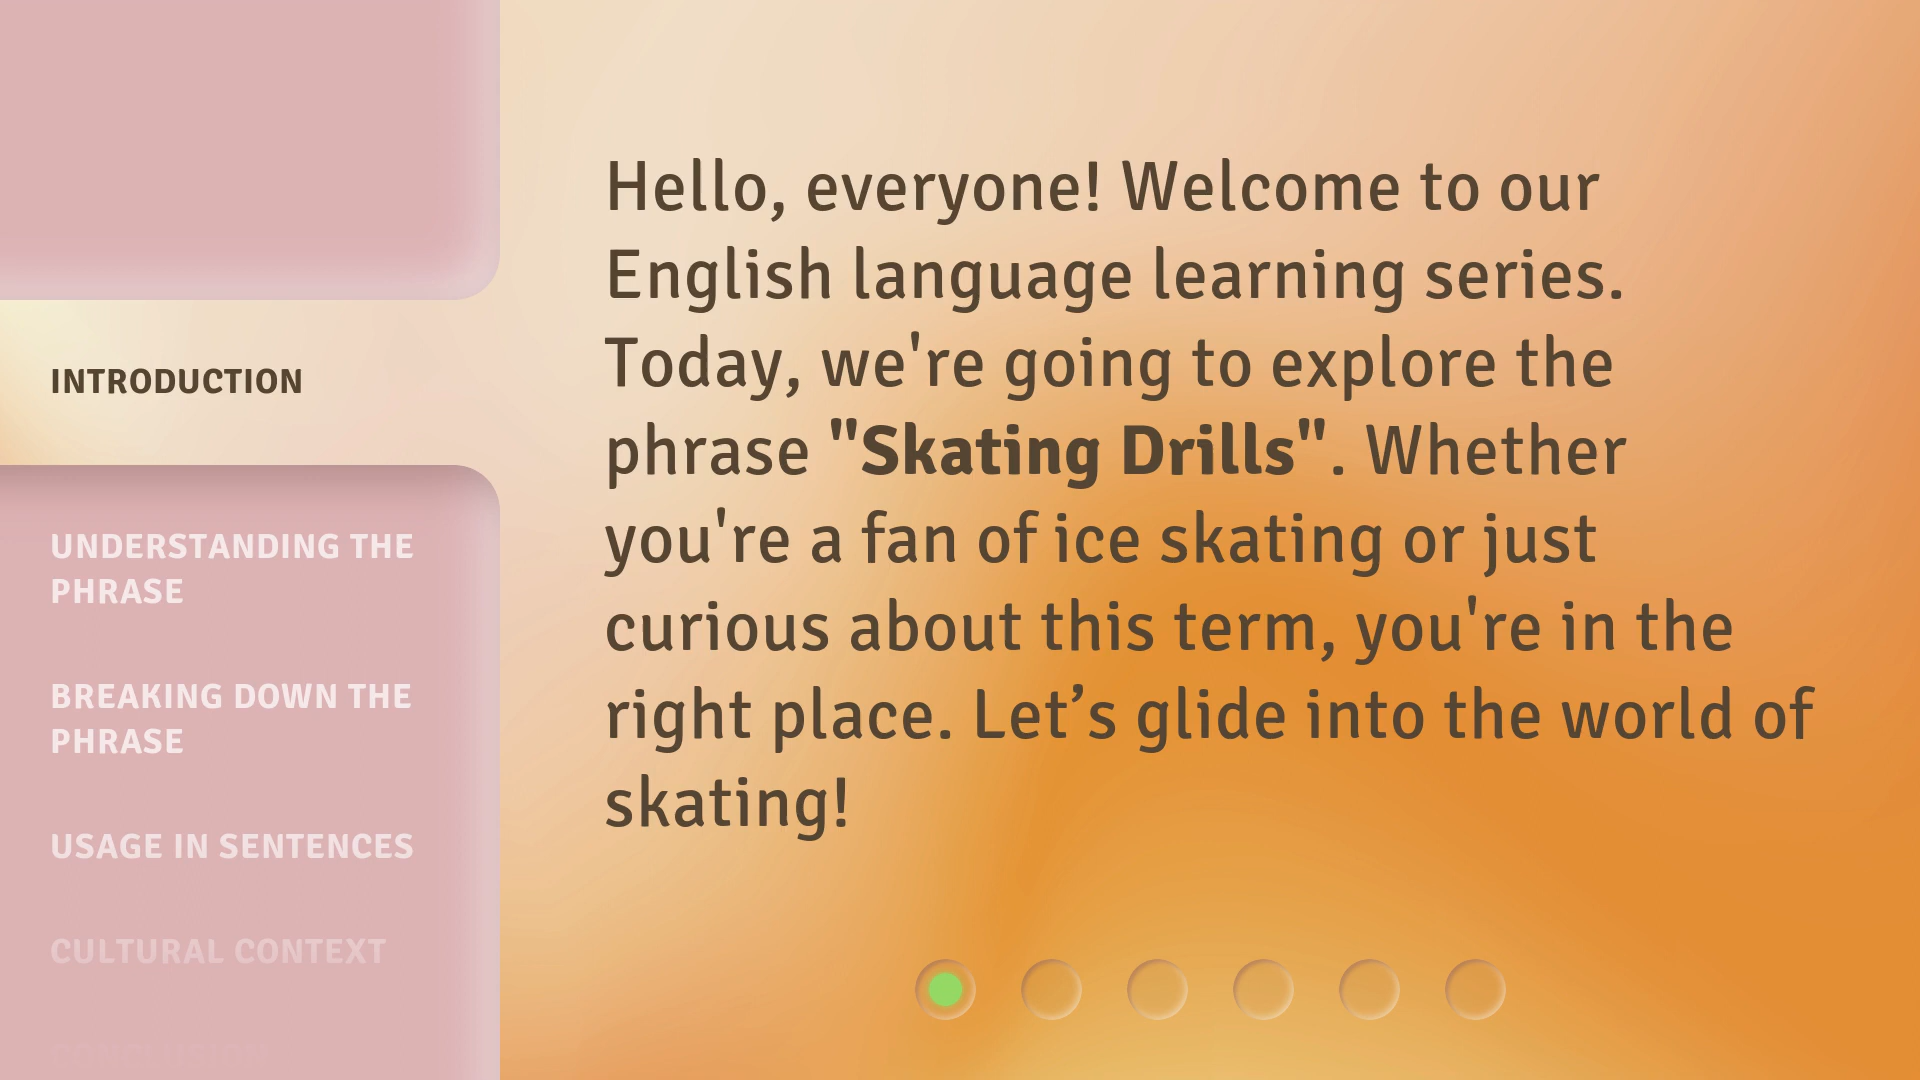 INTRODUCTION
UNDERSTANDING THE
PHRASE
BREAKING DOWN THE
PHRASE
USAGE IN SENTENCES
CULTURAL CONTEXT
CONCLUSION
Hello, everyone! Welcome to our
English language learning series.
Today, we're going to explore the
phrase "Skating Drills". Whether
you're a fan of ice skating or just
curious about this term, you're in the
right place. Let’s glide into the world of
skating!